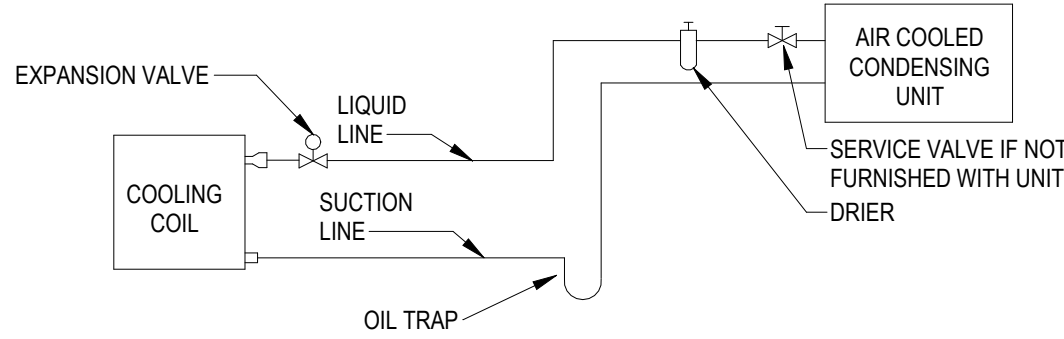 AIR COOLED
CONDENSING
UNIT
EXPANSION VALVE
LIQUID
LINE
SERVICE VALVE IF NOT
FURNISHED WITH UNIT
COOLING
COIL
SUCTION
LINE
DRIER
OIL TRAP